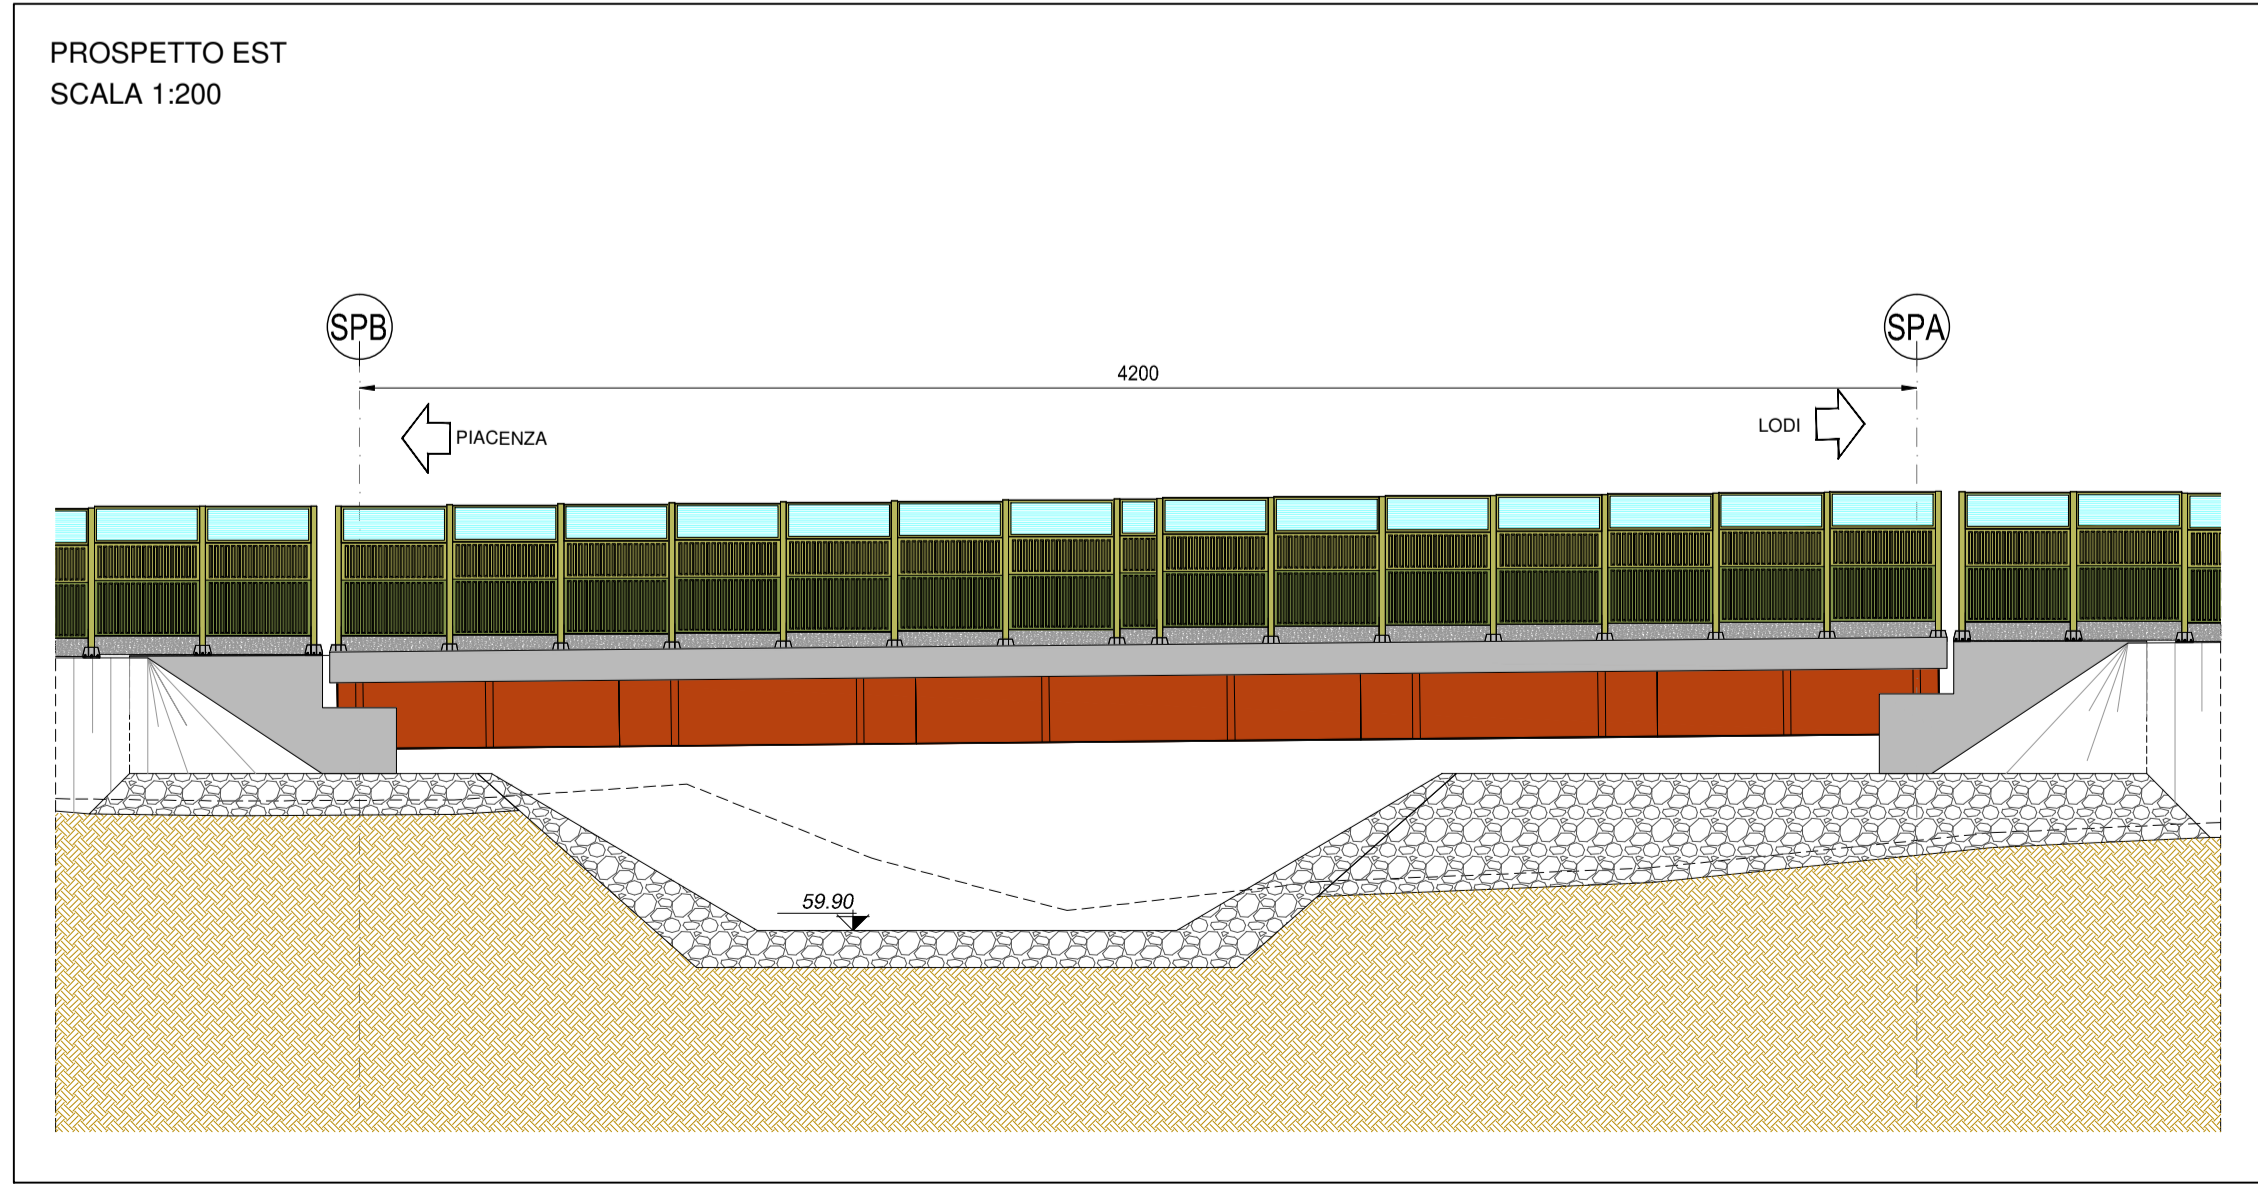 PROSPETTO EST
SCALA 1:200
SPB
SPA
4200
PIACENZA
LODI
59.90